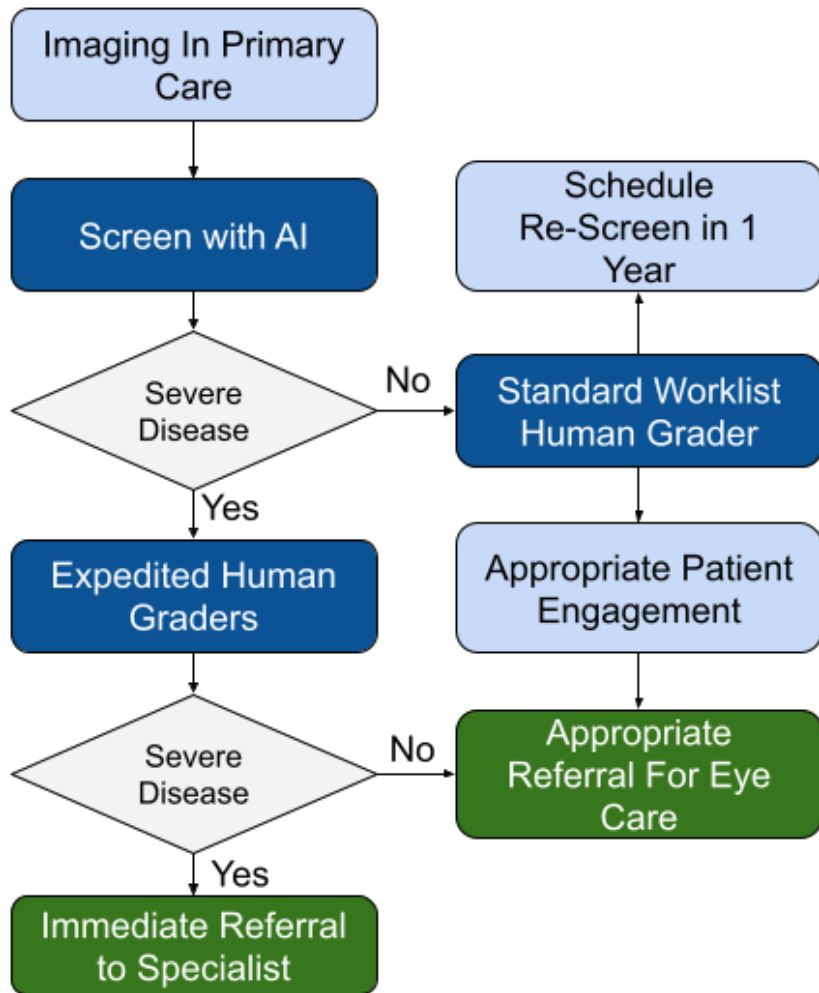 Imaging In Primary
Care
Screen with AI
Schedule
Re-Screen in 1
Year
Severe
Disease
No
Standard Worklist
Human Grader
Yes
Expedited Human
Graders
Appropriate Patient
Engagement
Severe
Disease
No
Appropriate
Referral For Eye
Care
Yes
Immediate Referral
to Specialist